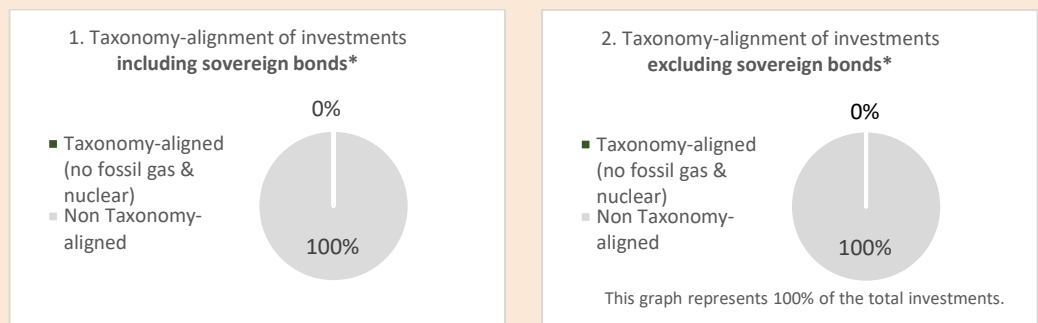 1. Taxonomy-alignment of investments
including sovereign bonds*
0%
Taxonomy-aligned
(no fossil gas &
nuclear)
Non Taxonomy-
aligned
100%
2. Taxonomy-alignment of investments
excluding sovereign bonds*
0%
Taxonomy-aligned
(no fossil gas &
nuclear)
Non Taxonomy-
aligned
100%
This graph represents 100% of the total investments.